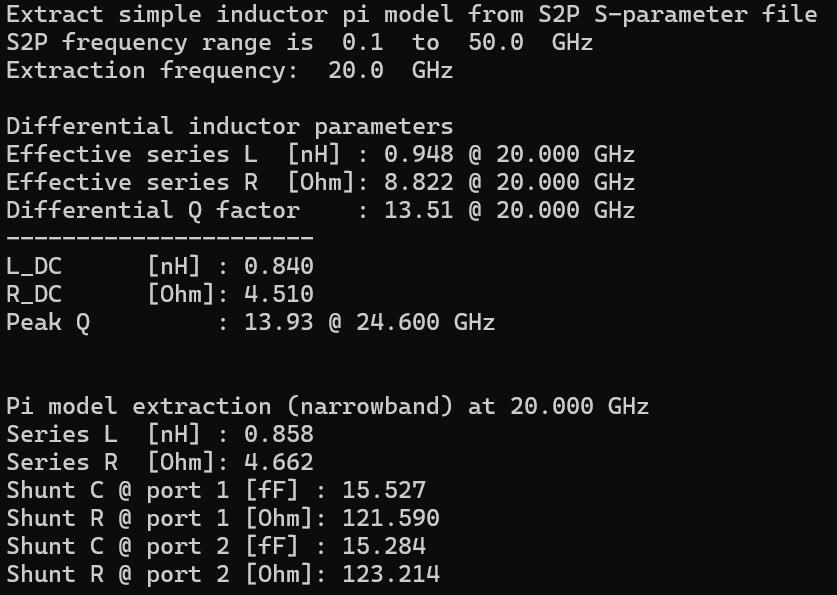 Extract simple inductor pi model from S2P S-parameter file
S2P frequency range is  0.1  to  50.0  GHz
Extraction frequency:  20.0  GHz

Differential inductor parameters
Effective series L  [nH] : 0.948 @ 20.000 GHz
Effective series R  [Ohm]: 8.822 @ 20.000 GHz
Differential Q factor    : 13.51 @ 20.000 GHz
----------------------
L_DC      [nH] : 0.840
R_DC      [Ohm]: 4.510
Peak Q         : 13.93 @ 24.600 GHz

Pi model extraction (narrowband) at 20.000 GHz
Series L  [nH] : 0.858
Series R  [Ohm]: 4.662
Shunt C @ port 1 [fF] : 15.527
Shunt R @ port 1 [Ohm]: 121.590
Shunt C @ port 2 [fF] : 15.284
Shunt R @ port 2 [Ohm]: 123.214